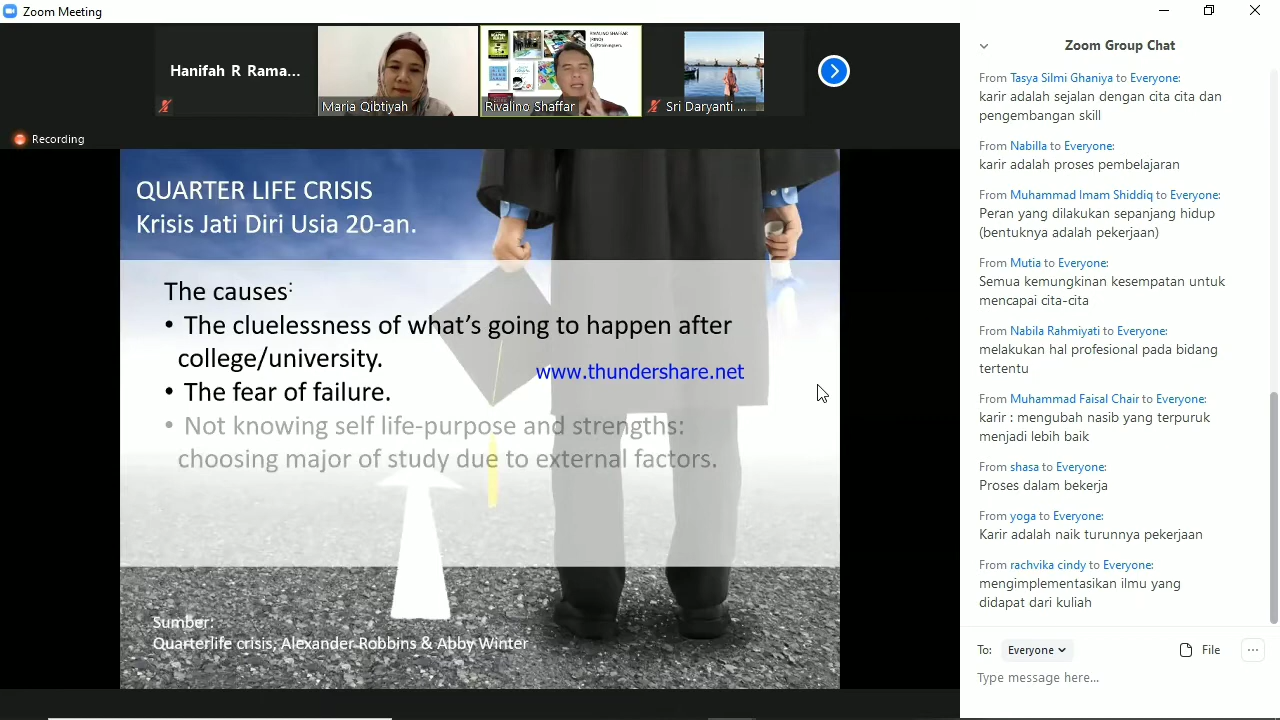 Zoom Meeting
Hanifah R Rama...
Maria Qibtiyah
Rivalino Shaffar
Sri Daryanti ...
RIVALINO SHAFFAR
Recording
QUARTER LIFE CRISIS
Krisis Jati Diri Usia 20-an.
The causes:
• The cluelessness of what's going to happen after
college/university.
www.thundershare.net
• The fear of failure.
• Not knowing self life-purpose and strengths:
choosing major of study due to external factors.
Sumber:
Quarterlife crisis, Alexander Robbins & Abby Winter
Zoom Group Chat
From Tasya Silmi Ghaniya to Everyone:
karir adalah sejalan dengan cita cita dan
pengembangan skill
From Nabilla to Everyone:
karir adalah proses pembelajaran
From Muhammad Imam Shiddiq to Everyone:
Peran yang dilakukan sepanjang hidup
(bentuknya adalah pekerjaan)
From Mutia to Everyone:
Semua kemungkinan kesempatan untuk
mencapai cita-cita
From Nabila Rahmiyati to Everyone:
melakukan hal profesional pada bidang
tertentu
From Muhammad Faisal Chair to Everyone:
karir : mengubah nasib yang terpuruk
menjadi lebih baik
From shasa to Everyone:
Proses dalam bekerja
From yoga to Everyone:
Karir adalah naik turunnya pekerjaan
From rachvika cindy to Everyone:
mengimplementasikan ilmu yang
didapat dari kuliah
To: Everyone
File
Type message here...